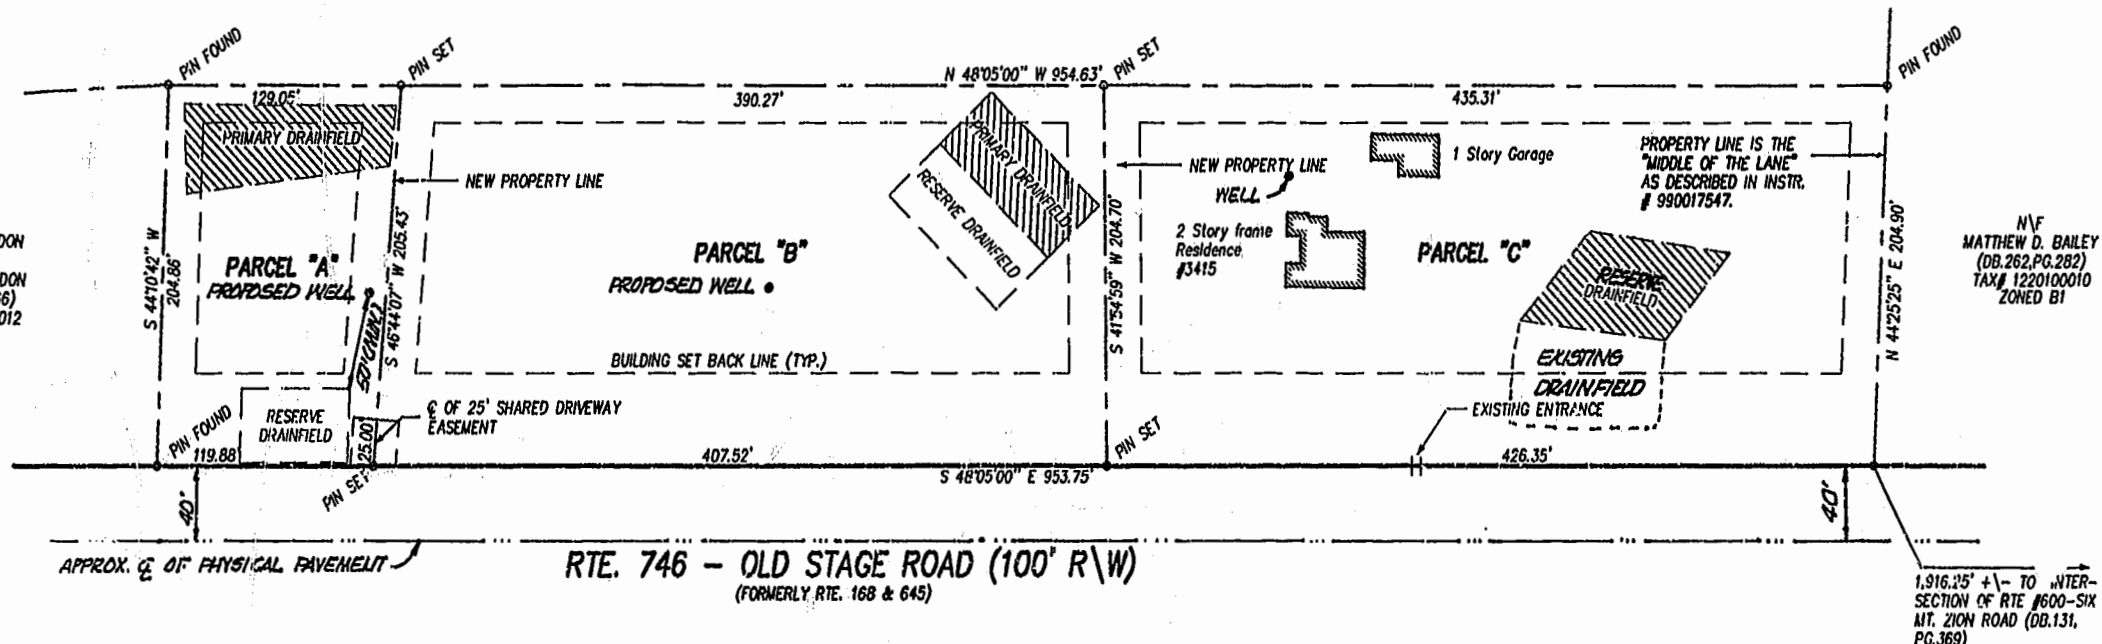 PIN FOUND
PIN SET
N 48°05'00" W 954.63'
PIN SET
PIN FOUND
129.05'
390.27'
435.31'
PRIMARY DRAINFIELD
PRIMARY DRAINFIELD
RESERVE DRAINFIELD
NEW PROPERTY LINE
NEW PROPERTY LINE
WELL
1 Story Garage
PROPERTY LINE IS THE
"MIDDLE OF THE LANE"
AS DESCRIBED IN INSTR.
# 990017547.
2 Story frame
Residence
#3415
DON
DON
012
S 44°10'42" W
204.86'
PARCEL "A"
PROPOSED WELL
50'(MIN.)
S 46°44'07" W 205.43'
PARCEL "B"
PROPOSED WELL
S 41°54'59" W 204.70'
PARCEL "C"
RESERVE
DRAINFIELD
EXISTING
DRAINFIELD
N 44°25'25" E 204.90'
N\F
MATTHEW D. BAILEY
(DB.262,PG.282)
TAX# 1220100010
ZONED B1
BUILDING SET BACK LINE (TYP.)
RESERVE
DRAINFIELD
℄ OF 25' SHARED DRIVEWAY
EASEMENT
EXISTING ENTRANCE
PIN FOUND
119.88'
25.00'
PIN SET
407.52'
S 48°05'00" E 953.75'
PIN SET
426.35'
40'
40'
APPROX. ℄ OF PHYSICAL PAVEMENT
RTE. 746 - OLD STAGE ROAD (100' R\W)
(FORMERLY RTE. 168 & 645)
1,916.25' +\- TO INTER-
SECTION OF RTE #600-SIX
MT. ZION ROAD (DB.131,
PG.369)